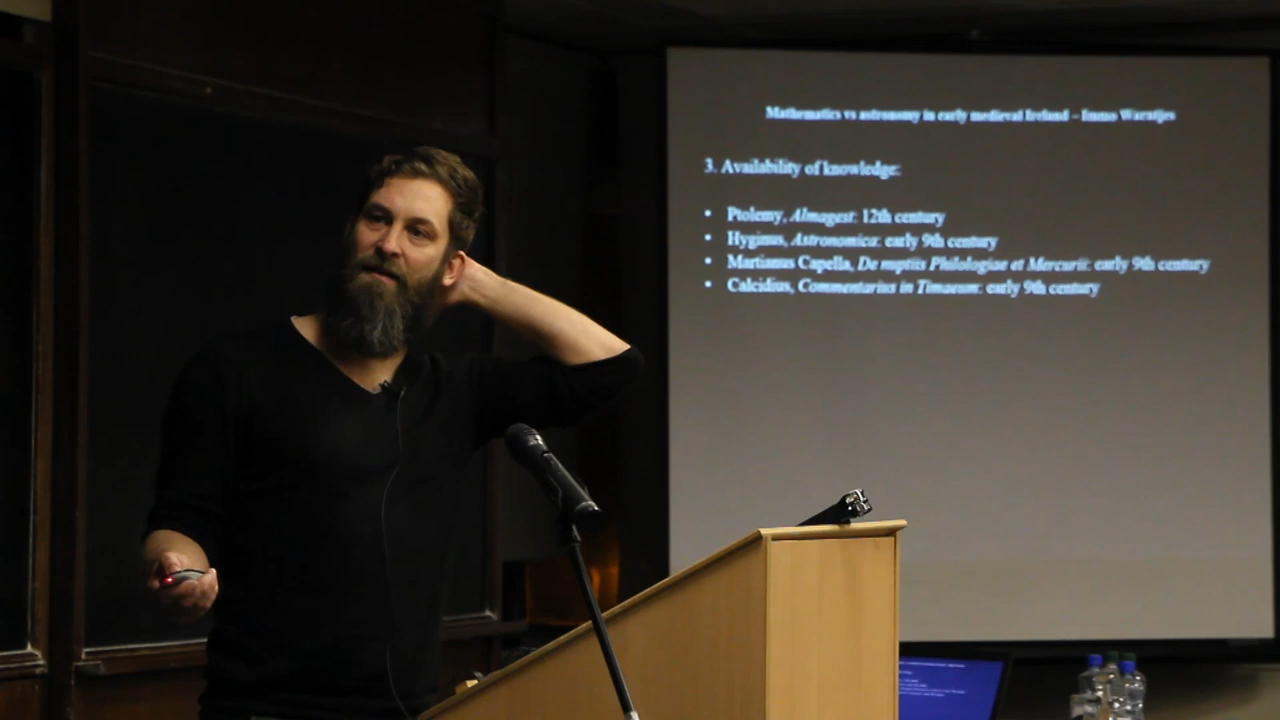 Mathematics vs astronomy in early medieval Ireland – Immo Warntjes
3. Availability of knowledge:
• Ptolemy, Almagest: 12th century
• Hyginus, Astronomica: early 9th century
• Martianus Capella, De nuptiis Philologiae et Mercurii: early 9th century
• Calcidius, Commentarius in Timaeum: early 9th century